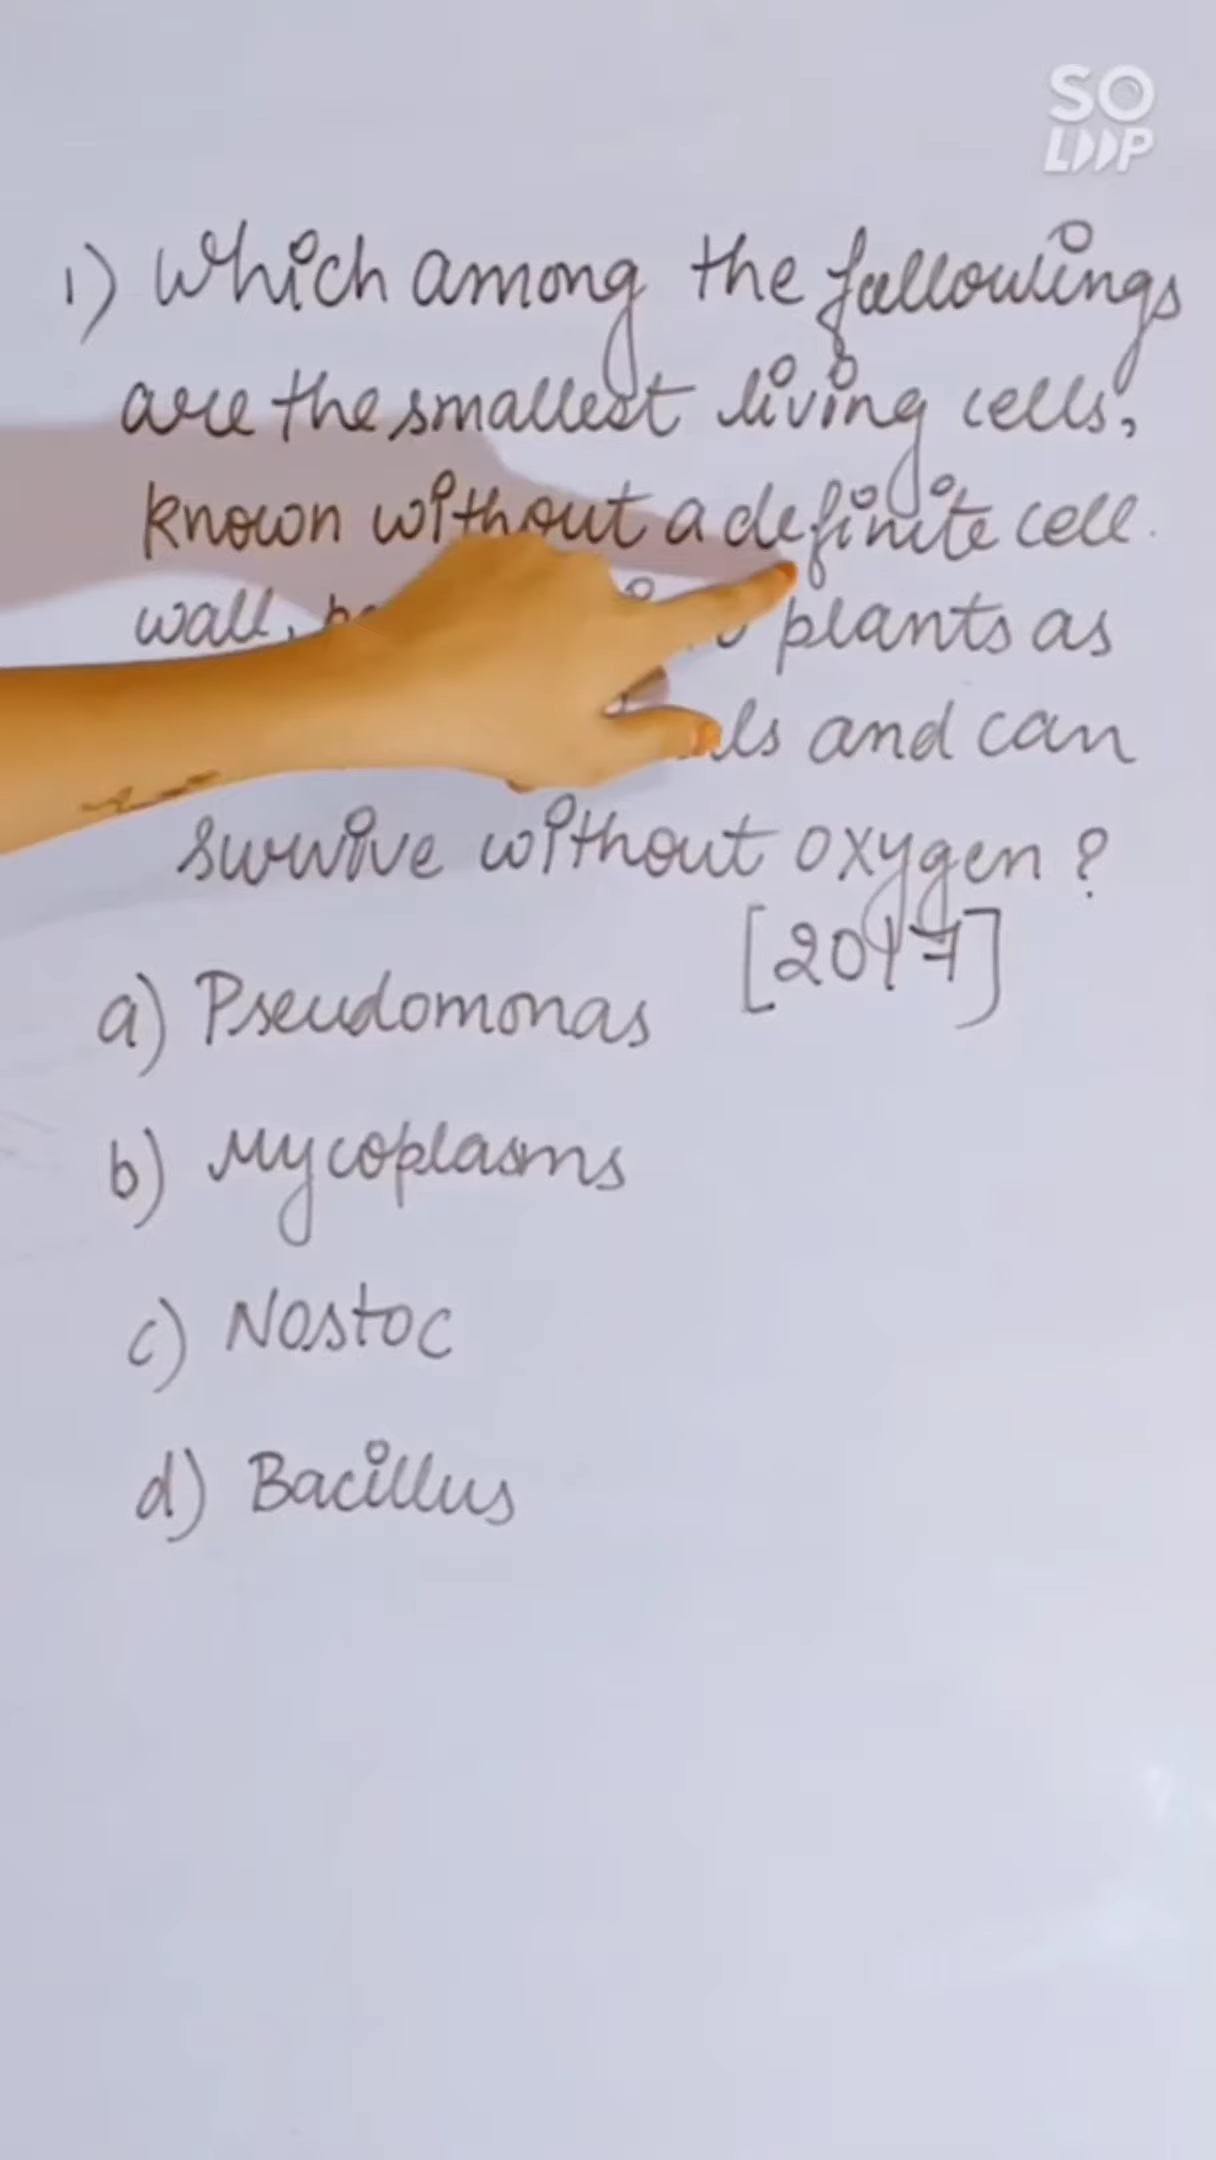 SO
LOOP
1) Which among the followings
are the smallest living cells,
known without a definite cell
wall, plants as
and can
survive without oxygen ?
[2017]
a) Pseudomonas
b) Mycoplasms
c) Nostoc
d) Bacillus